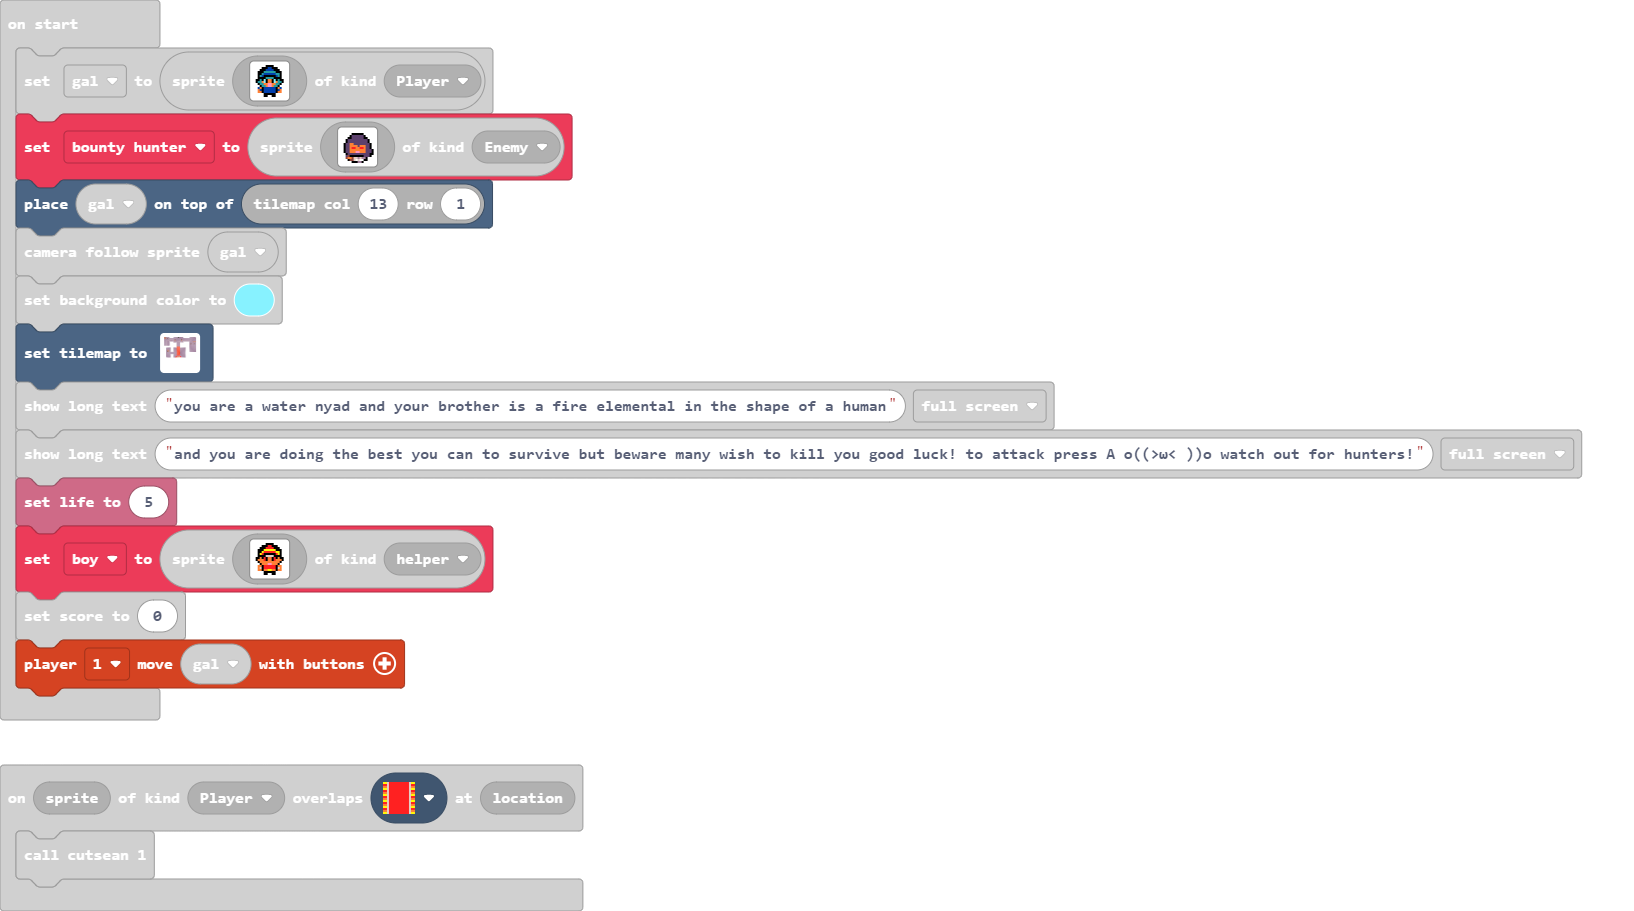 on start
set gal to sprite of kind Player
set bounty hunter to sprite of kind Enemy
place gal on top of tilemap col 13 row 1
camera follow sprite gal
set background color to
set tilemap to
show long text "you are a water nyad and your brother is a fire elemental in the shape of a human" full screen
show long text "and you are doing the best you can to survive but beware many wish to kill you good luck! to attack press A o((>ω< ))o watch out for hunters!" full screen
set life to 5
set boy to sprite of kind helper
set score to 0
player 1 move gal with buttons
on sprite of kind Player overlaps at location
call cutsean 1